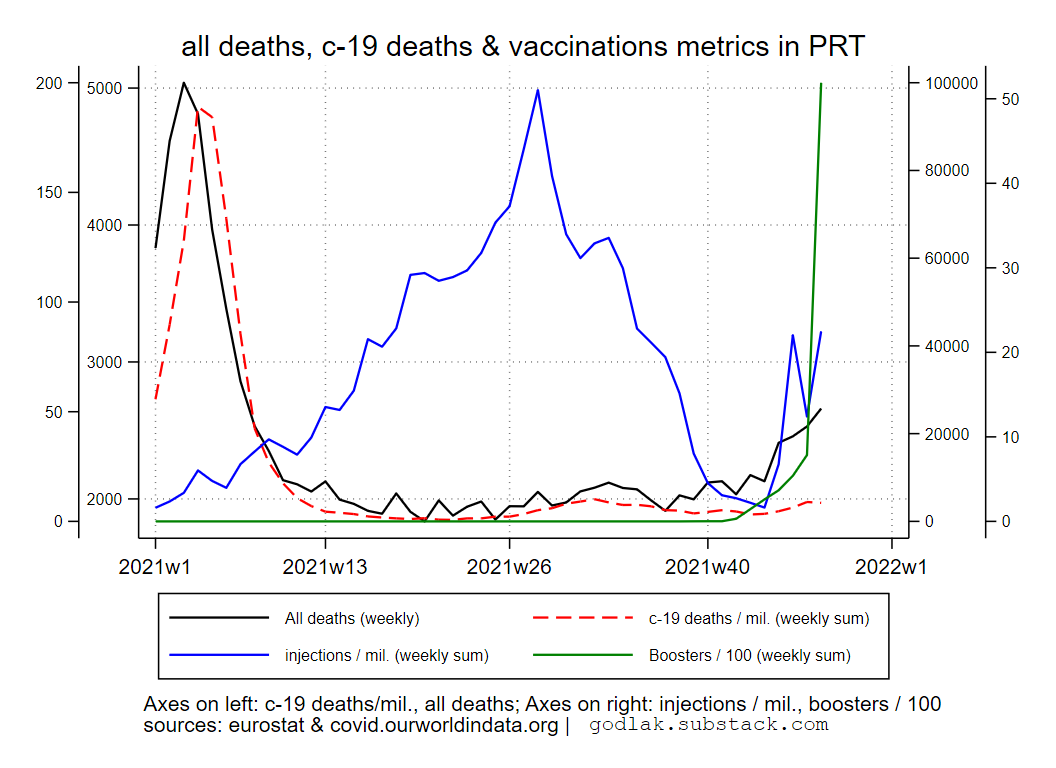 all deaths, c-19 deaths & vaccinations metrics in PRT
200 5000 100000 50
150 4000 80000 40
100 3000 60000 30
50 2000 40000 20
0 20000 10
0 0
2021w1 2021w13 2021w26 2021w40 2022w1
All deaths (weekly) c-19 deaths / mil. (weekly sum)
injections / mil. (weekly sum) Boosters / 100 (weekly sum)
Axes on left: c-19 deaths/mil., all deaths; Axes on right: injections / mil., boosters / 100
sources: eurostat & covid.ourworldindata.org | godlak.substack.com